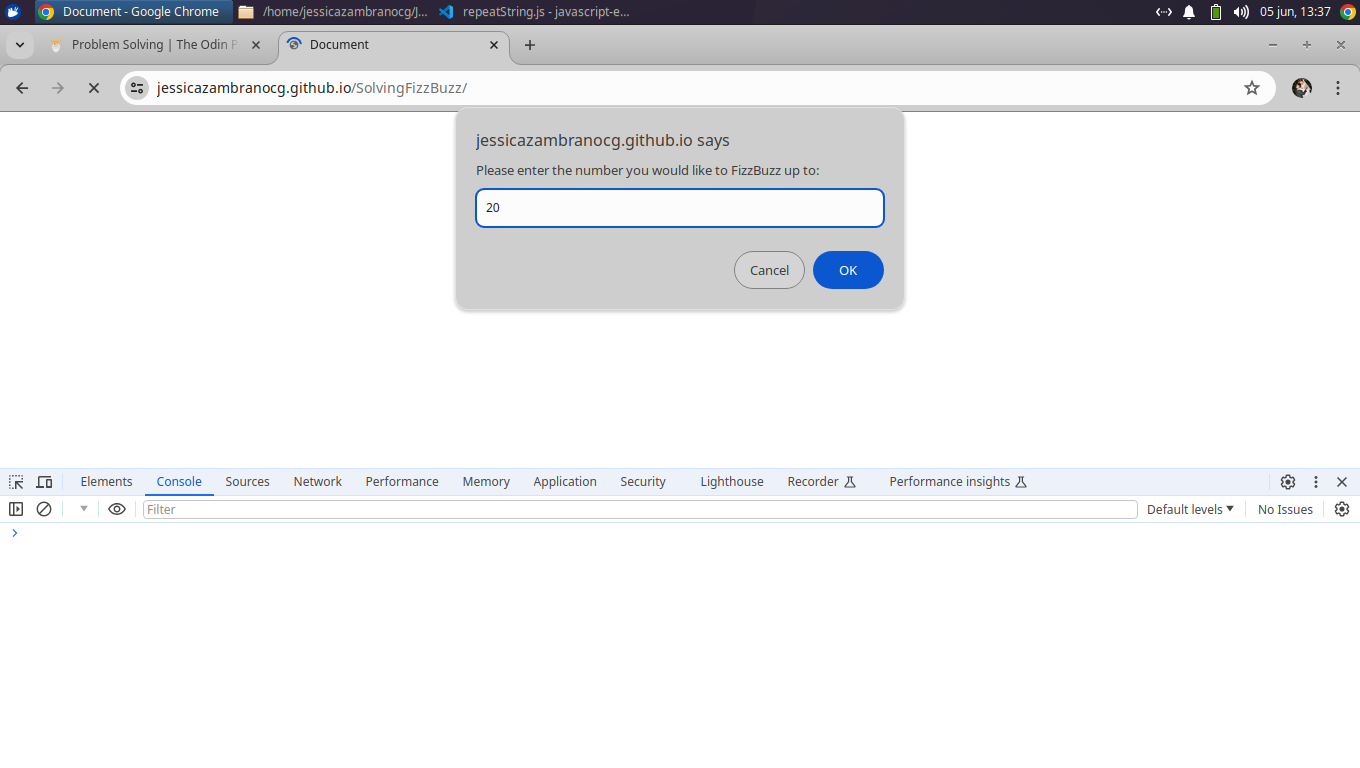 Document - Google Chrome /home/jessicazambranocg/J... repeatString.js - javascript-e... 05 jun, 13:37
Problem Solving | The Odin P Document
jessicazambranocg.github.io/SolvingFizzBuzz/
jessicazambranocg.github.io says
Please enter the number you would like to FizzBuzz up to:
20
Cancel OK
Elements Console Sources Network Performance Memory Application Security Lighthouse Recorder Performance insights
Filter Default levels No Issues